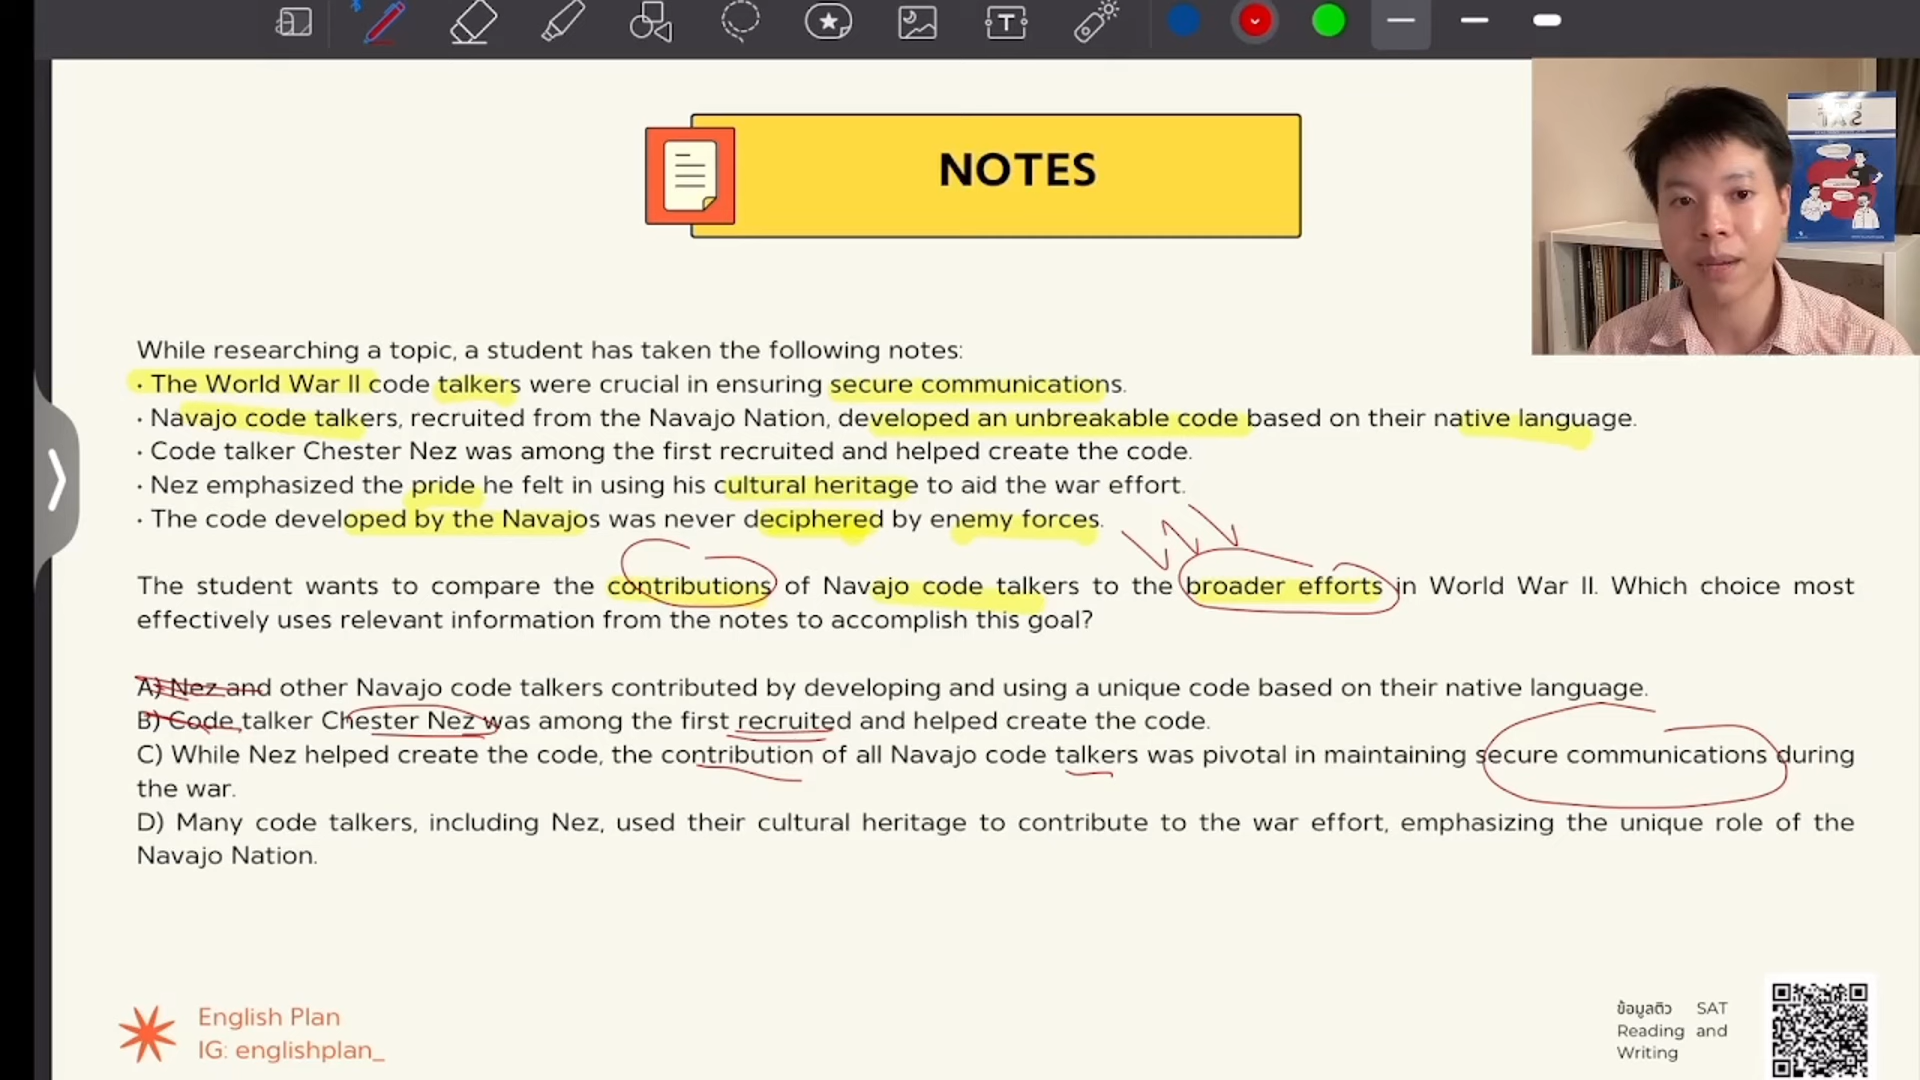 NOTES
While researching a topic, a student has taken the following notes:
· The World War II code talkers were crucial in ensuring secure communications.
· Navajo code talkers, recruited from the Navajo Nation, developed an unbreakable code based on their native language.
· Code talker Chester Nez was among the first recruited and helped create the code.
· Nez emphasized the pride he felt in using his cultural heritage to aid the war effort.
· The code developed by the Navajos was never deciphered by enemy forces.
The student wants to compare the contributions of Navajo code talkers to the broader efforts in World War II. Which choice most
effectively uses relevant information from the notes to accomplish this goal?
A) Nez and other Navajo code talkers contributed by developing and using a unique code based on their native language.
B) Code talker Chester Nez was among the first recruited and helped create the code.
C) While Nez helped create the code, the contribution of all Navajo code talkers was pivotal in maintaining secure communications during
the war.
D) Many code talkers, including Nez, used their cultural heritage to contribute to the war effort, emphasizing the unique role of the
Navajo Nation.
English Plan
IG: englishplan_
ข้อมูลติว SAT
Reading and
Writing